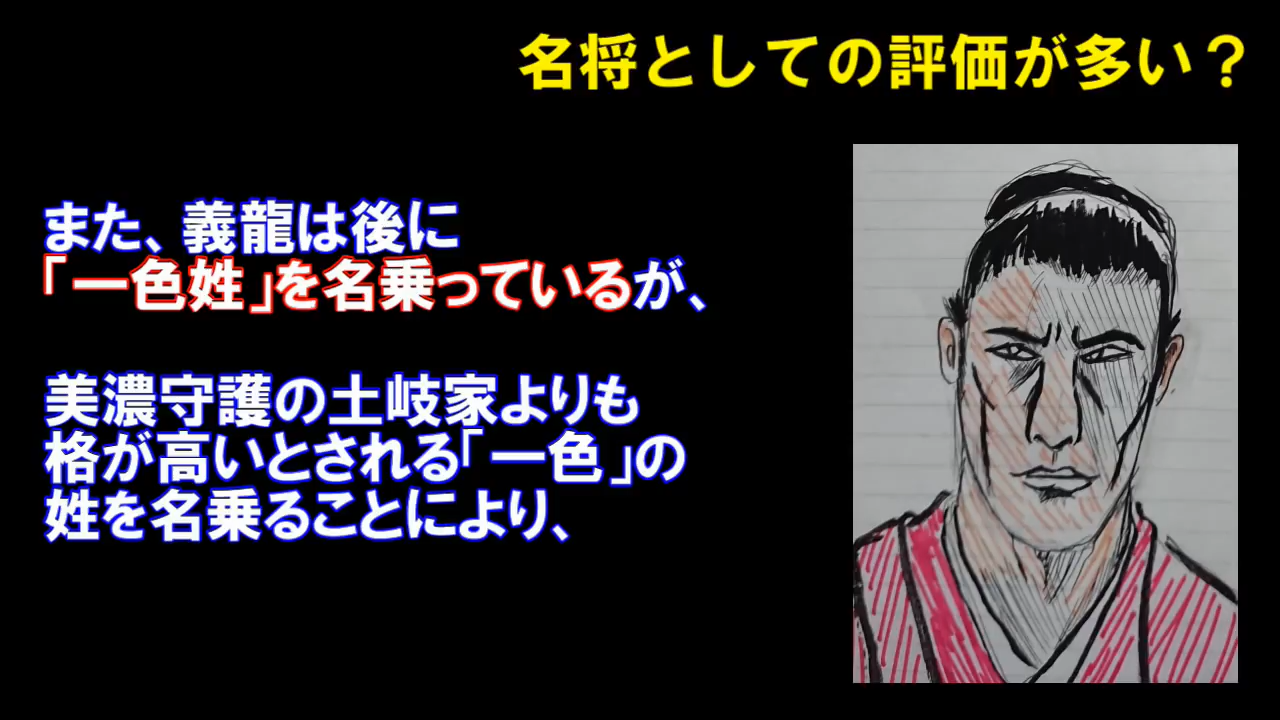 名将としての評価が多い？
また、義龍は後に
「一色姓」を名乗っているが、
美濃守護の土岐家よりも
格が高いとされる「一色」の
姓を名乗ることにより、